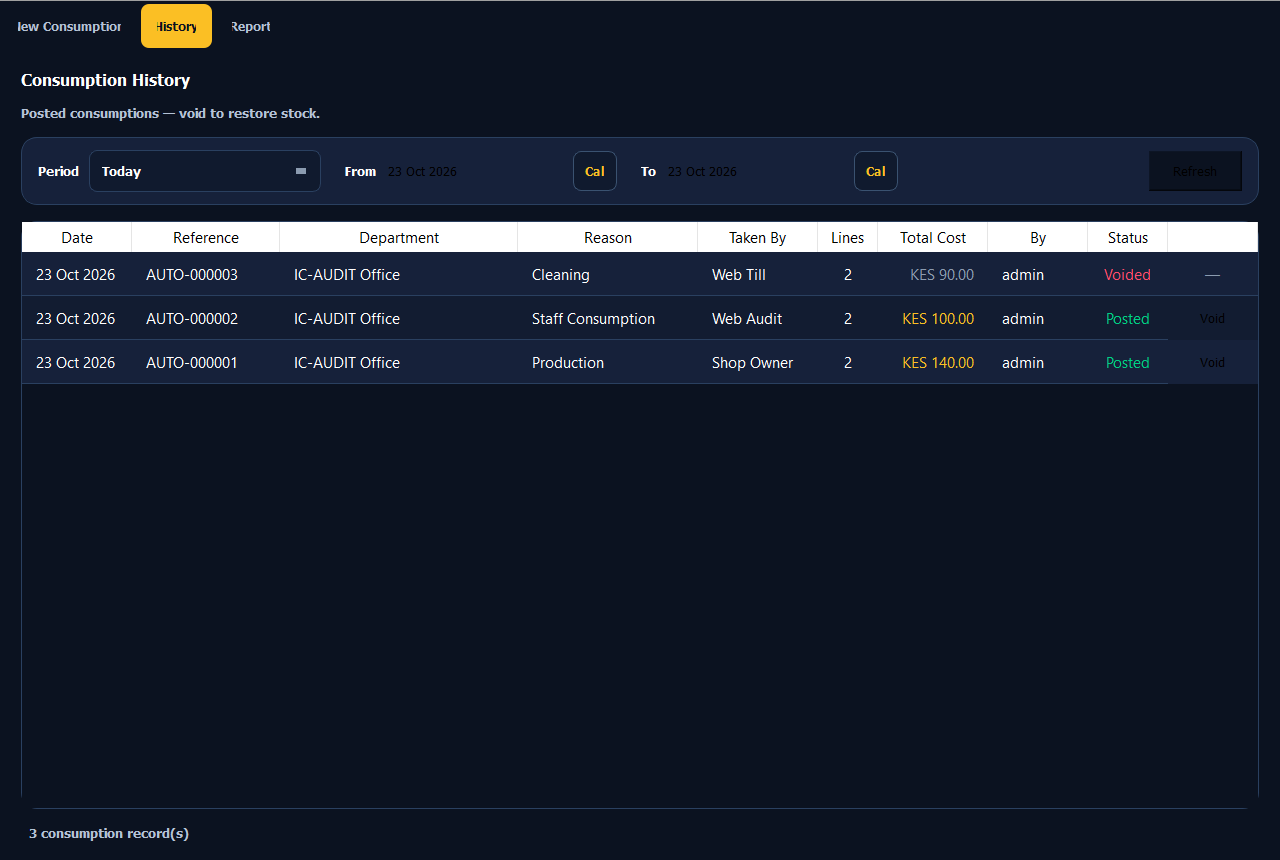 lew Consumption History Report
Consumption History
Posted consumptions — void to restore stock.
Period Today From 23 Oct 2026 Cal To 23 Oct 2026 Cal Refresh
Date Reference Department Reason Taken By Lines Total Cost By Status
23 Oct 2026 AUTO-000003 IC-AUDIT Office Cleaning Web Till 2 KES 90.00 admin Voided —
23 Oct 2026 AUTO-000002 IC-AUDIT Office Staff Consumption Web Audit 2 KES 100.00 admin Posted Void
23 Oct 2026 AUTO-000001 IC-AUDIT Office Production Shop Owner 2 KES 140.00 admin Posted Void
3 consumption record(s)